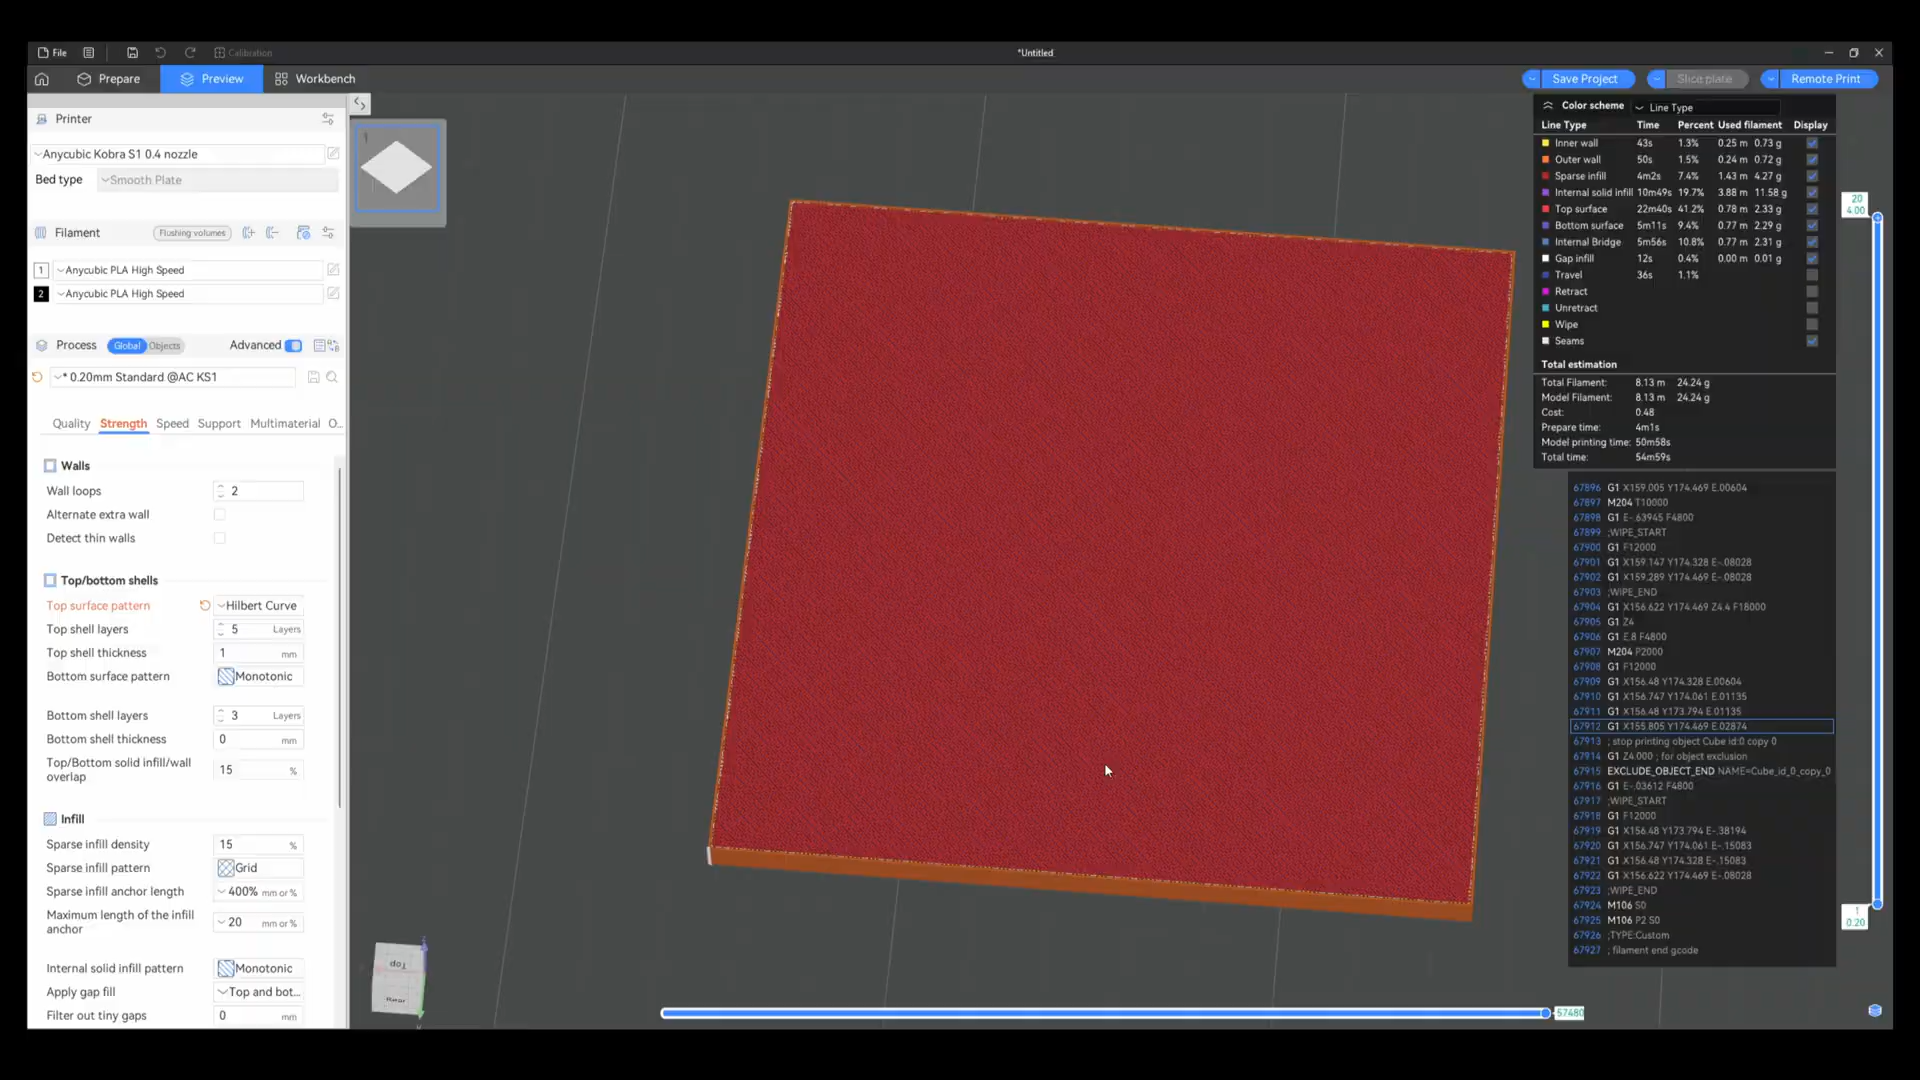 File
Calibration
*Untitled
Prepare
Preview
Workbench
Save Project
Slice plate
Remote Print
Printer
Anycubic Kobra S1 0.4 nozzle
Bed type
Smooth Plate
Filament
Flushing volumes
1 Anycubic PLA High Speed
2 Anycubic PLA High Speed
Process
Global
Objects
Advanced
* 0.20mm Standard @AC KS1
Quality Strength Speed Support Multimaterial O...
Walls
Wall loops 2
Alternate extra wall
Detect thin walls
Top/bottom shells
Top surface pattern Hilbert Curve
Top shell layers 5 Layers
Top shell thickness 1 mm
Bottom surface pattern Monotonic
Bottom shell layers 3 Layers
Bottom shell thickness 0 mm
Top/Bottom solid infill/wall
overlap 15 %
Infill
Sparse infill density 15 %
Sparse infill pattern Grid
Sparse infill anchor length 400% mm or %
Maximum length of the infill
anchor 20 mm or %
Internal solid infill pattern Monotonic
Apply gap fill Top and bot...
Filter out tiny gaps 0 mm
1
Top
57480
Color scheme Line Type
Line Type Time Percent Used filament Display
Inner wall 43s 1.3% 0.25 m 0.73 g
Outer wall 50s 1.5% 0.24 m 0.72 g
Sparse infill 4m2s 7.4% 1.43 m 4.27 g
Internal solid infill 10m49s 19.7% 3.88 m 11.58 g
Top surface 22m40s 41.2% 0.78 m 2.33 g
Bottom surface 5m11s 9.4% 0.77 m 2.29 g
Internal Bridge 5m56s 10.8% 0.77 m 2.31 g
Gap infill 12s 0.4% 0.00 m 0.01 g
Travel 36s 1.1%
Retract
Unretract
Wipe
Seams
Total estimation
Total Filament: 8.13 m 24.24 g
Model Filament: 8.13 m 24.24 g
Cost: 0.48
Prepare time: 4m1s
Model printing time: 50m58s
Total time: 54m59s
20
4.00
67896 G1 X159.005 Y174.469 E.00604
67897 M204 T10000
67898 G1 E-.63945 F4800
67899 ;WIPE_START
67900 G1 F12000
67901 G1 X159.147 Y174.328 E-.08028
67902 G1 X159.289 Y174.469 E-.08028
67903 ;WIPE_END
67904 G1 X156.622 Y174.469 Z4.4 F18000
67905 G1 Z4
67906 G1 E.8 F4800
67907 M204 P2000
67908 G1 F12000
67909 G1 X156.48 Y174.328 E.00604
67910 G1 X156.747 Y174.061 E.01135
67911 G1 X156.48 Y173.794 E.01135
67912 G1 X155.805 Y174.469 E.02874
67913 ; stop printing object Cube id:0 copy 0
67914 G1 Z4.000 ; for object exclusion
67915 EXCLUDE_OBJECT_END NAME=Cube_id_0_copy_0
67916 G1 E-.03612 F4800
67917 ;WIPE_START
67918 G1 F12000
67919 G1 X156.48 Y173.794 E-.38194
67920 G1 X156.747 Y174.061 E-.15083
67921 G1 X156.48 Y174.328 E-.15083
67922 G1 X156.622 Y174.469 E-.08028
67923 ;WIPE_END
67924 M106 S0
67925 M106 P2 S0
67926 ;TYPE:Custom
67927 ; filament end gcode
1
0.20